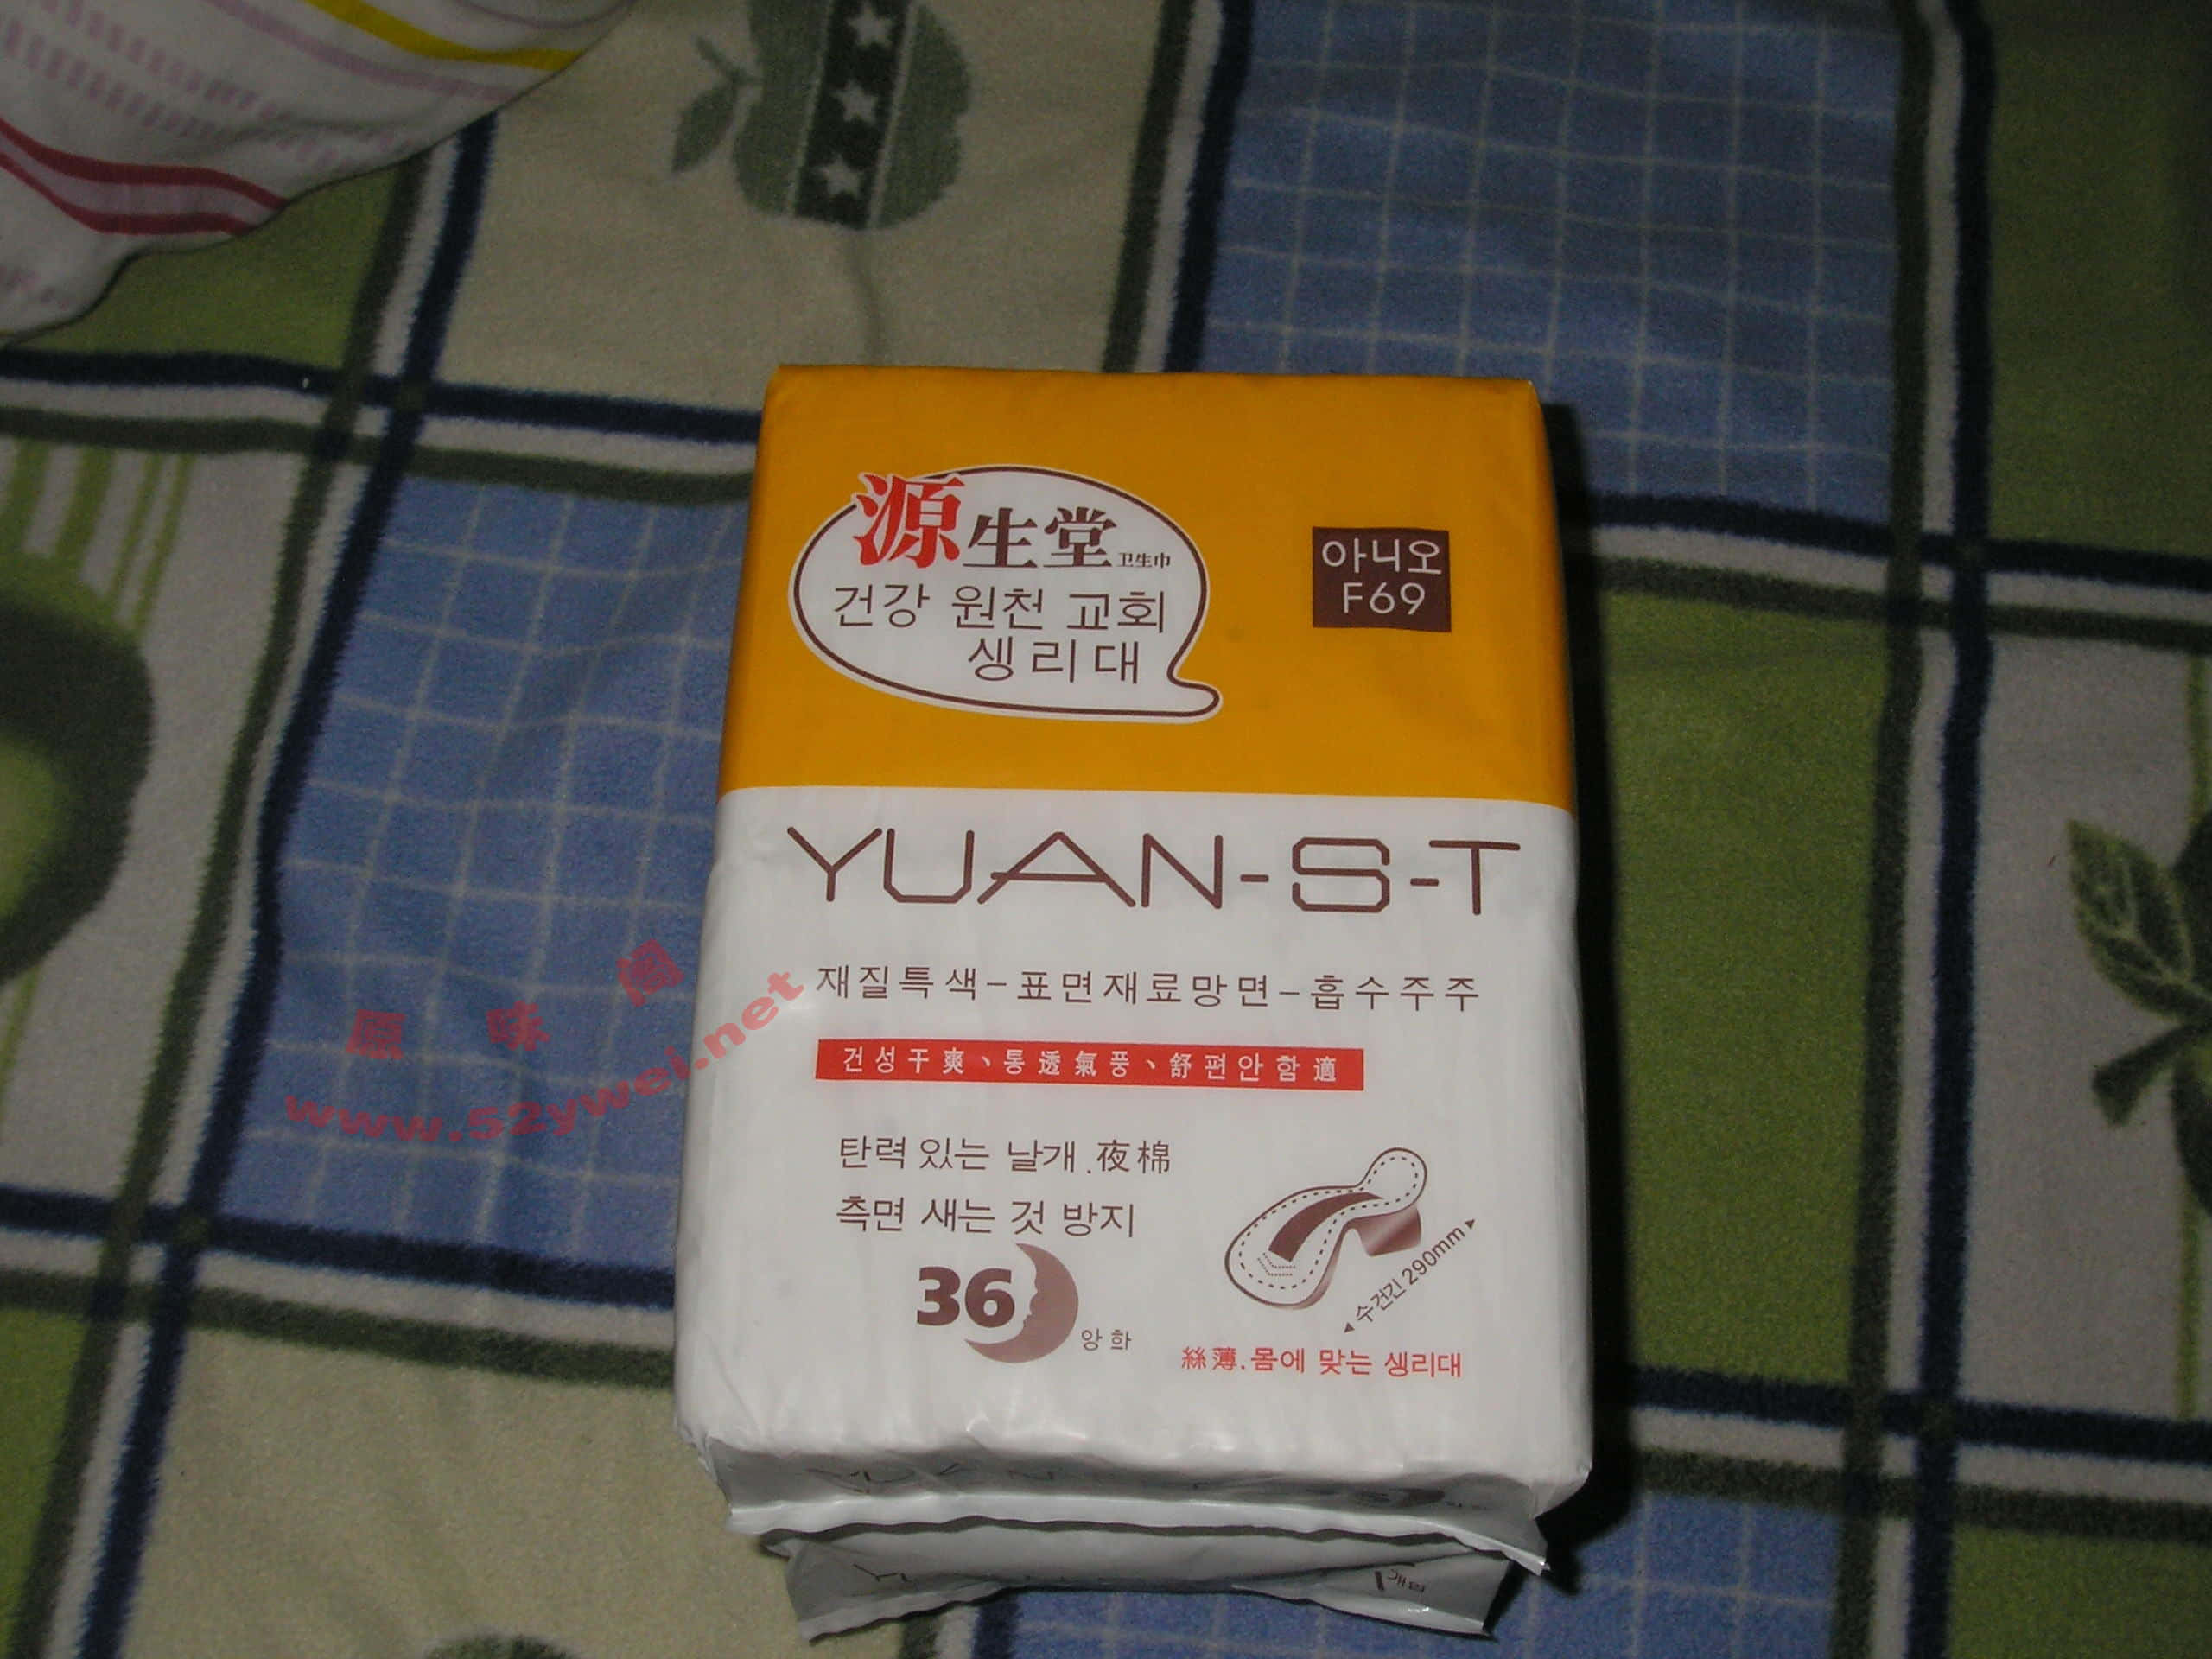 源生堂 卫生巾
건강 원천 교회
생리대
아니오
F69
YUAN-S-T
재질특색-표면재료망면-흡수주주
건성干爽、통透氣풍、舒편안함適
탄력 있는 날개.夜棉
측면 새는 것 방지
36
앙화
수건긴 290mm
絲薄.몸에 맞는 생리대
原味阁
www.52ywei.net